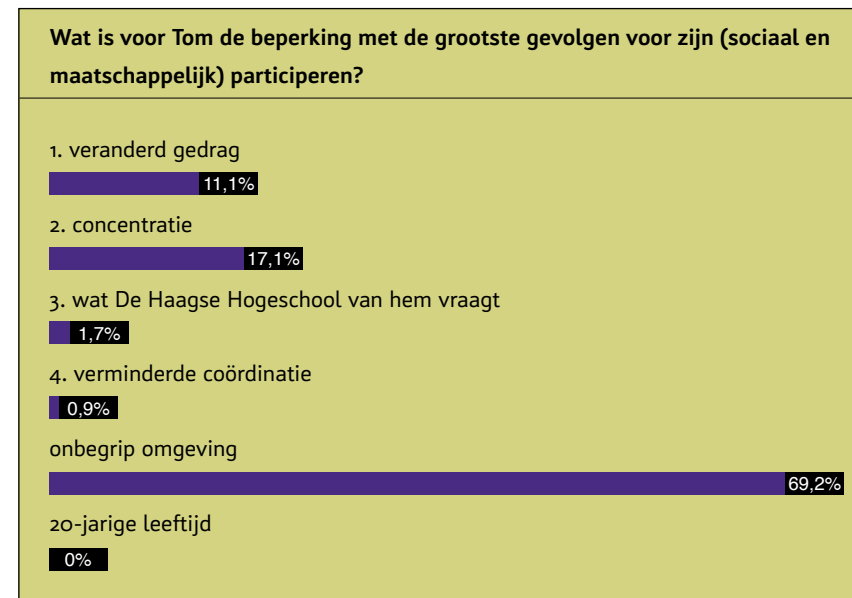 Wat is voor Tom de beperking met de grootste gevolgen voor zijn (sociaal en
maatschappelijk) participeren?
1. veranderd gedrag
11,1%
2. concentratie
17,1%
3. wat De Haagse Hogeschool van hem vraagt
1,7%
4. verminderde coördinatie
0,9%
onbegrip omgeving
69,2%
20-jarige leeftijd
0%